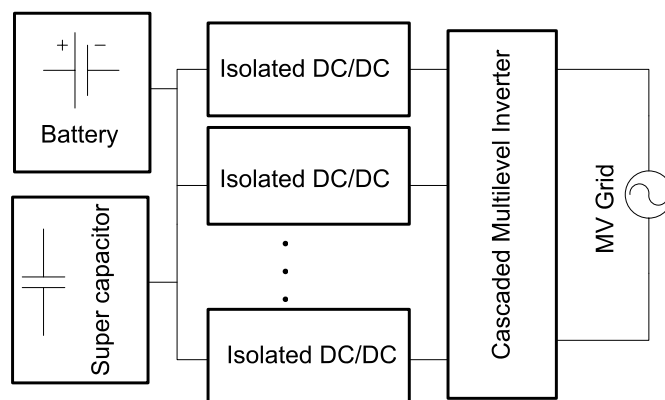 + −
Battery
Super capacitor
Isolated DC/DC
Isolated DC/DC
Isolated DC/DC
Cascaded Multilevel Inverter
MV Grid